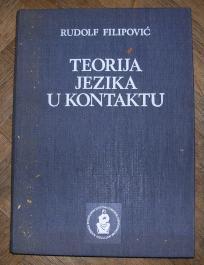 RUDOLF FILIPOVIĆ
TEORIJA
JEZIKA
U KONTAKTU